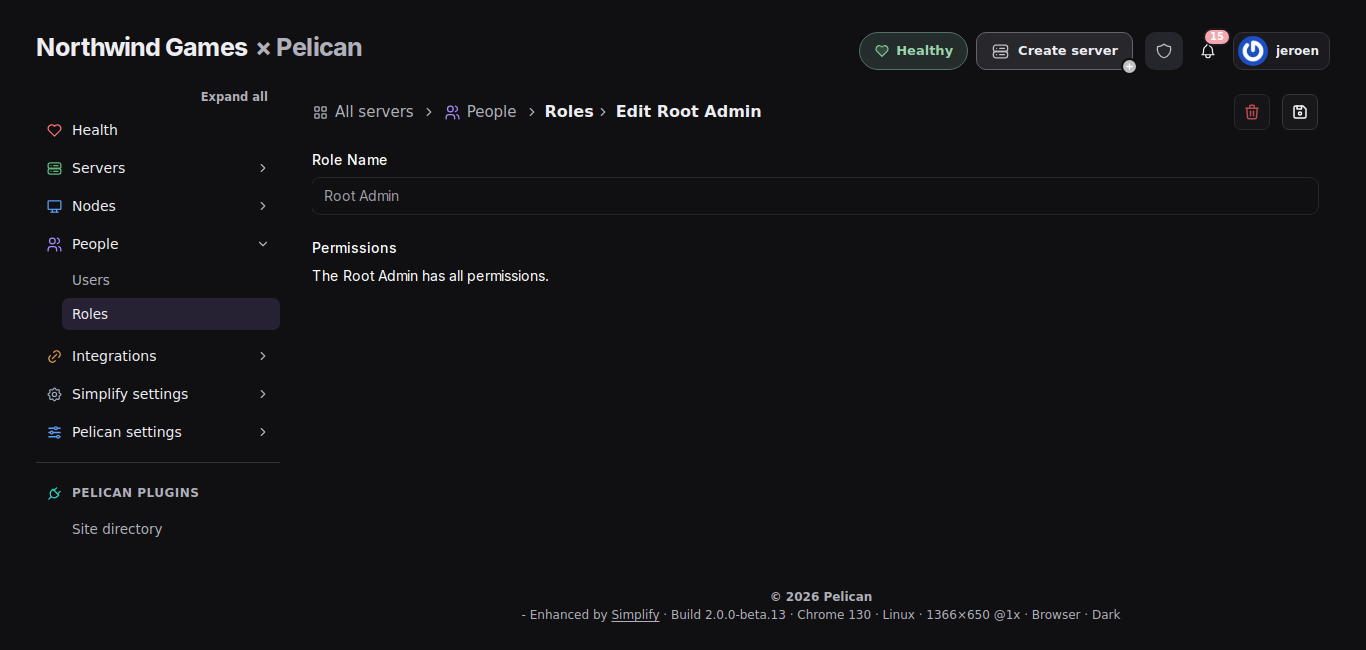 Northwind Games × Pelican
Healthy
Create server
15
jeroen
Expand all
Health
Servers
Nodes
People
Users
Roles
Integrations
Simplify settings
Pelican settings
PELICAN PLUGINS
Site directory
All servers > People > Roles > Edit Root Admin
Role Name
Root Admin
Permissions
The Root Admin has all permissions.
© 2026 Pelican
- Enhanced by Simplify · Build 2.0.0-beta.13 · Chrome 130 · Linux · 1366×650 @1x · Browser · Dark